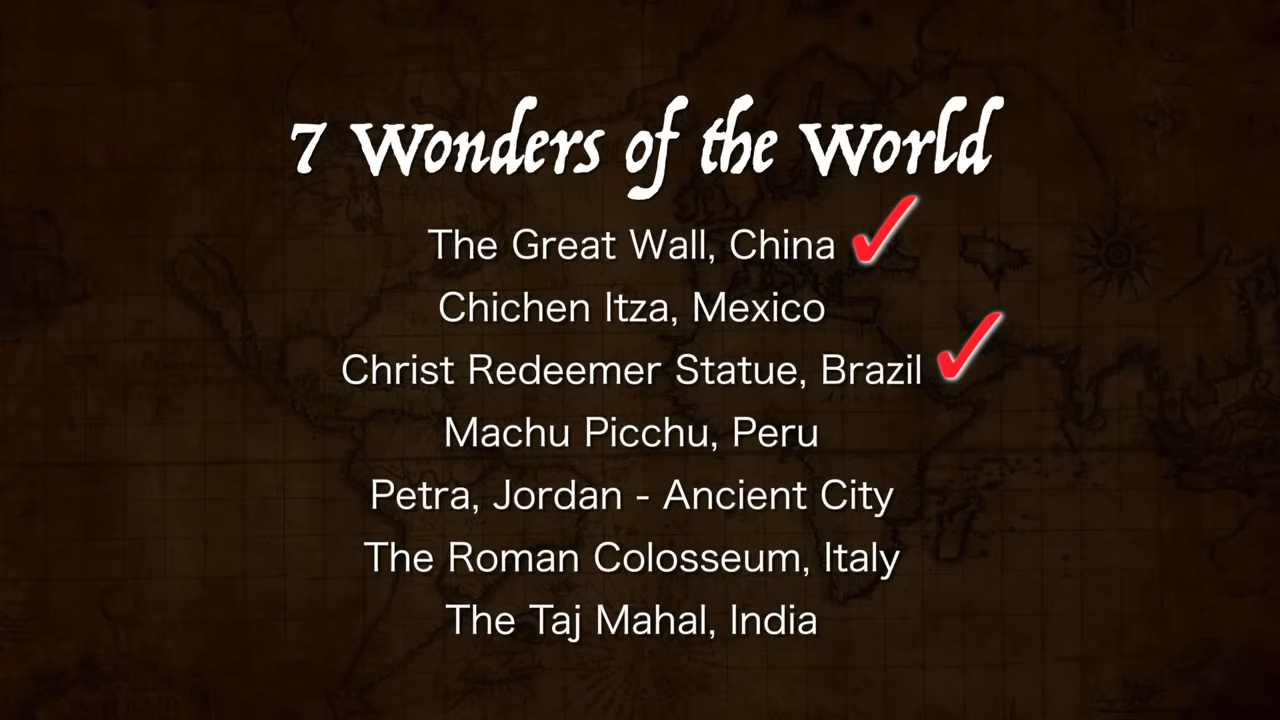 7 Wonders of the World
The Great Wall, China
Chichen Itza, Mexico
Christ Redeemer Statue, Brazil
Machu Picchu, Peru
Petra, Jordan - Ancient City
The Roman Colosseum, Italy
The Taj Mahal, India